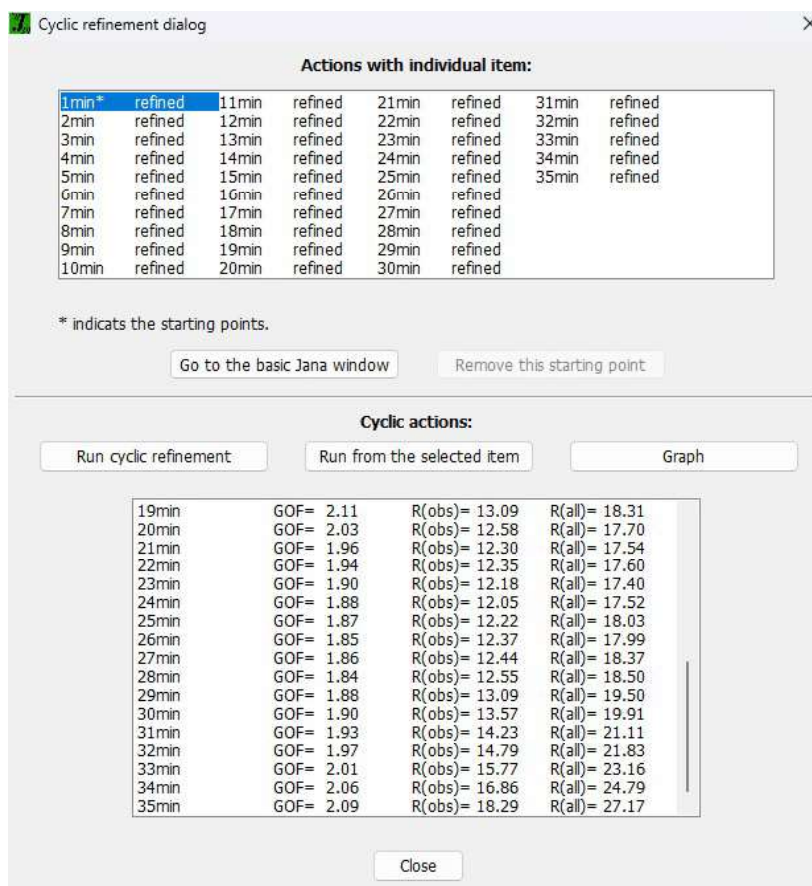 Cyclic refinement dialog
Actions with individual item:
1min* refined 11min refined 21min refined 31min refined
2min refined 12min refined 22min refined 32min refined
3min refined 13min refined 23min refined 33min refined
4min refined 14min refined 24min refined 34min refined
5min refined 15min refined 25min refined 35min refined
6min refined 16min refined 26min refined
7min refined 17min refined 27min refined
8min refined 18min refined 28min refined
9min refined 19min refined 29min refined
10min refined 20min refined 30min refined
* indicats the starting points.
Go to the basic Jana window Remove this starting point
Cyclic actions:
Run cyclic refinement Run from the selected item Graph
19min GOF= 2.11 R(obs)= 13.09 R(all)= 18.31
20min GOF= 2.03 R(obs)= 12.58 R(all)= 17.70
21min GOF= 1.96 R(obs)= 12.30 R(all)= 17.54
22min GOF= 1.94 R(obs)= 12.35 R(all)= 17.60
23min GOF= 1.90 R(obs)= 12.18 R(all)= 17.40
24min GOF= 1.88 R(obs)= 12.05 R(all)= 17.52
25min GOF= 1.87 R(obs)= 12.22 R(all)= 18.03
26min GOF= 1.85 R(obs)= 12.37 R(all)= 17.99
27min GOF= 1.86 R(obs)= 12.44 R(all)= 18.37
28min GOF= 1.84 R(obs)= 12.55 R(all)= 18.50
29min GOF= 1.88 R(obs)= 13.09 R(all)= 19.50
30min GOF= 1.90 R(obs)= 13.57 R(all)= 19.91
31min GOF= 1.93 R(obs)= 14.23 R(all)= 21.11
32min GOF= 1.97 R(obs)= 14.79 R(all)= 21.83
33min GOF= 2.01 R(obs)= 15.77 R(all)= 23.16
34min GOF= 2.06 R(obs)= 16.86 R(all)= 24.79
35min GOF= 2.09 R(obs)= 18.29 R(all)= 27.17
Close